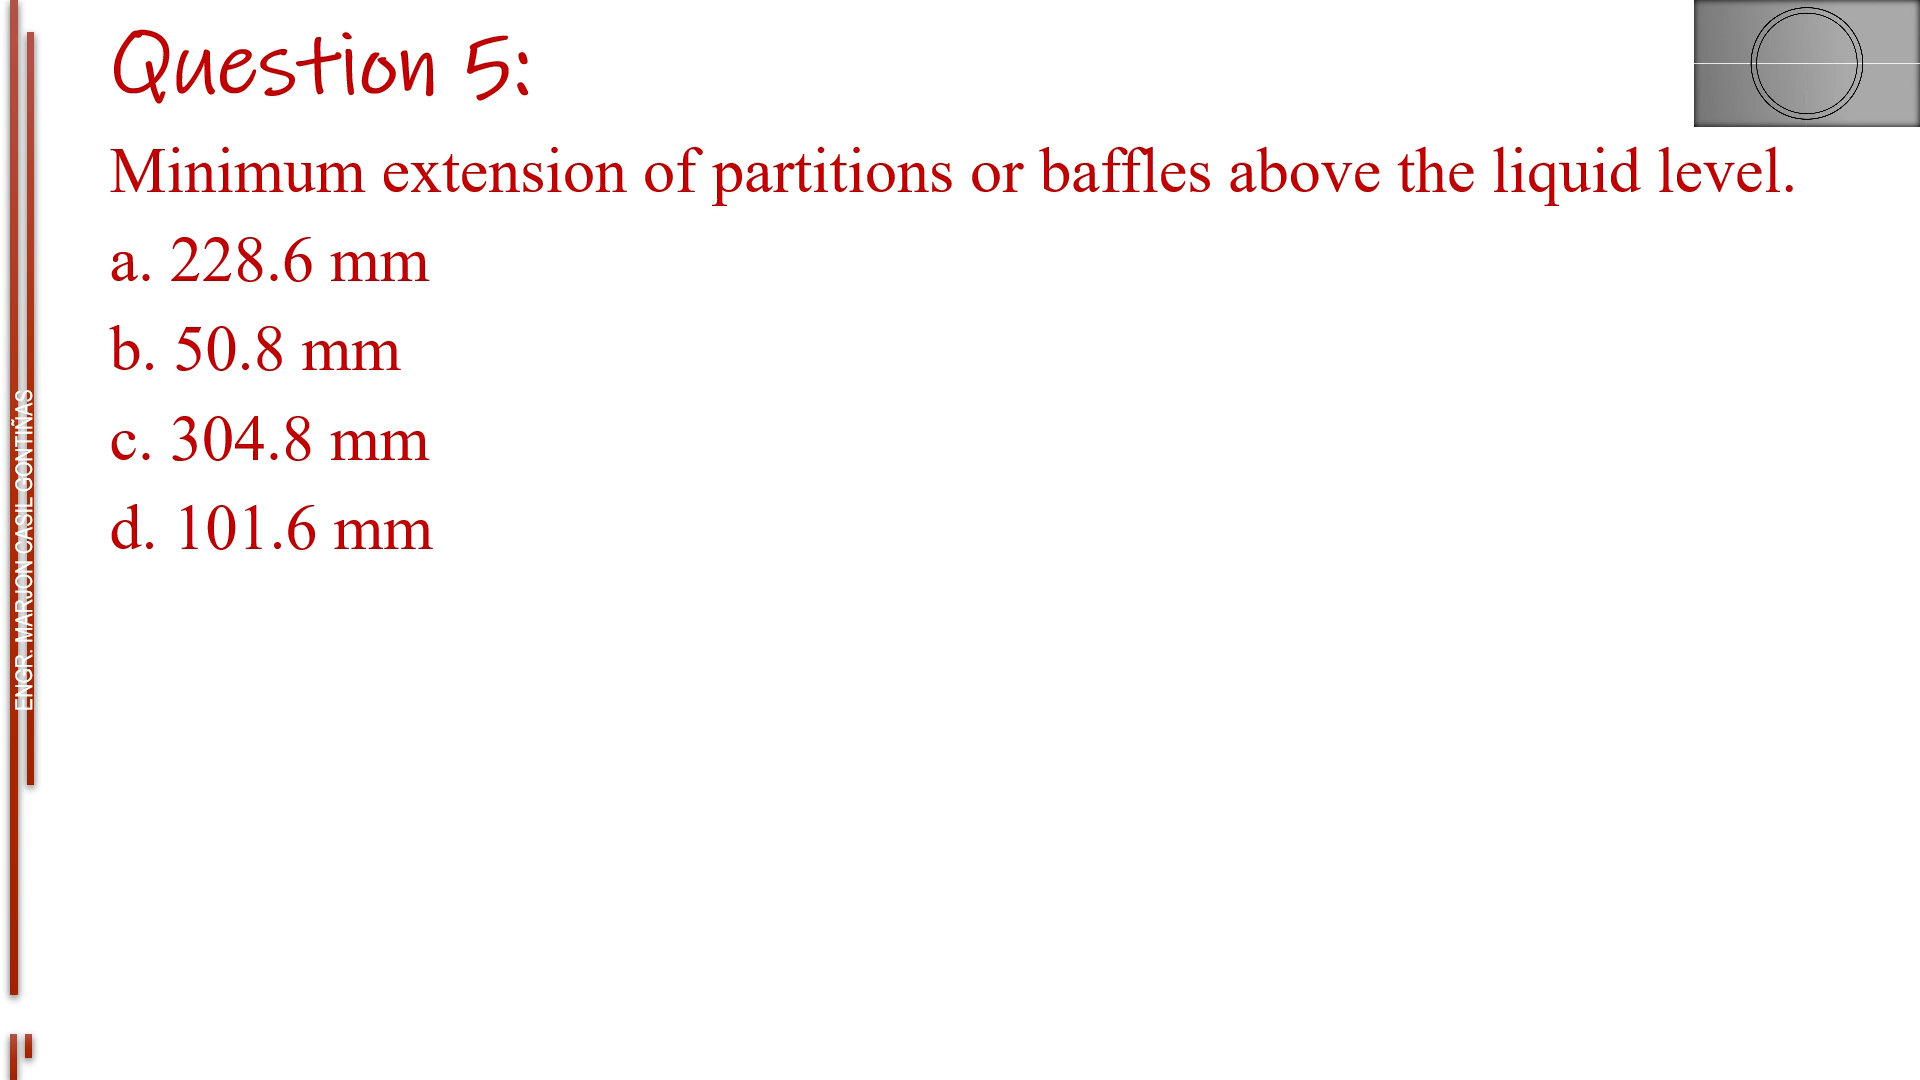 Question 5:
Minimum extension of partitions or baffles above the liquid level.
a. 228.6 mm
b. 50.8 mm
c. 304.8 mm
d. 101.6 mm
ENGR. MARJON CASIL GONTIÑAS